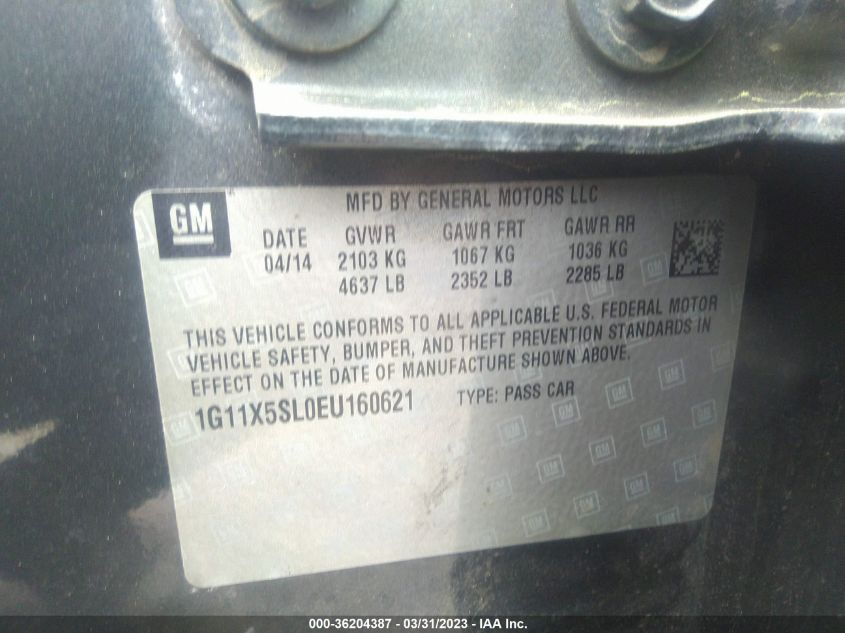 MFD BY GENERAL MOTORS LLC
GM
DATE GVWR GAWR FRT GAWR RR
04/14 2103 KG 1067 KG 1036 KG
4637 LB 2352 LB 2285 LB
THIS VEHICLE CONFORMS TO ALL APPLICABLE U.S. FEDERAL MOTOR
VEHICLE SAFETY, BUMPER, AND THEFT PREVENTION STANDARDS IN
EFFECT ON THE DATE OF MANUFACTURE SHOWN ABOVE.
1G11X5SL0EU160621 TYPE: PASS CAR
000-36204387 - 03/31/2023 - IAA Inc.